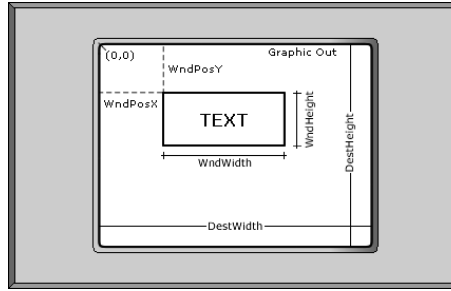 (0,0)
Graphic Out
WndPosY
WndPosX
TEXT
WndHeight
DestHeight
WndWidth
DestWidth